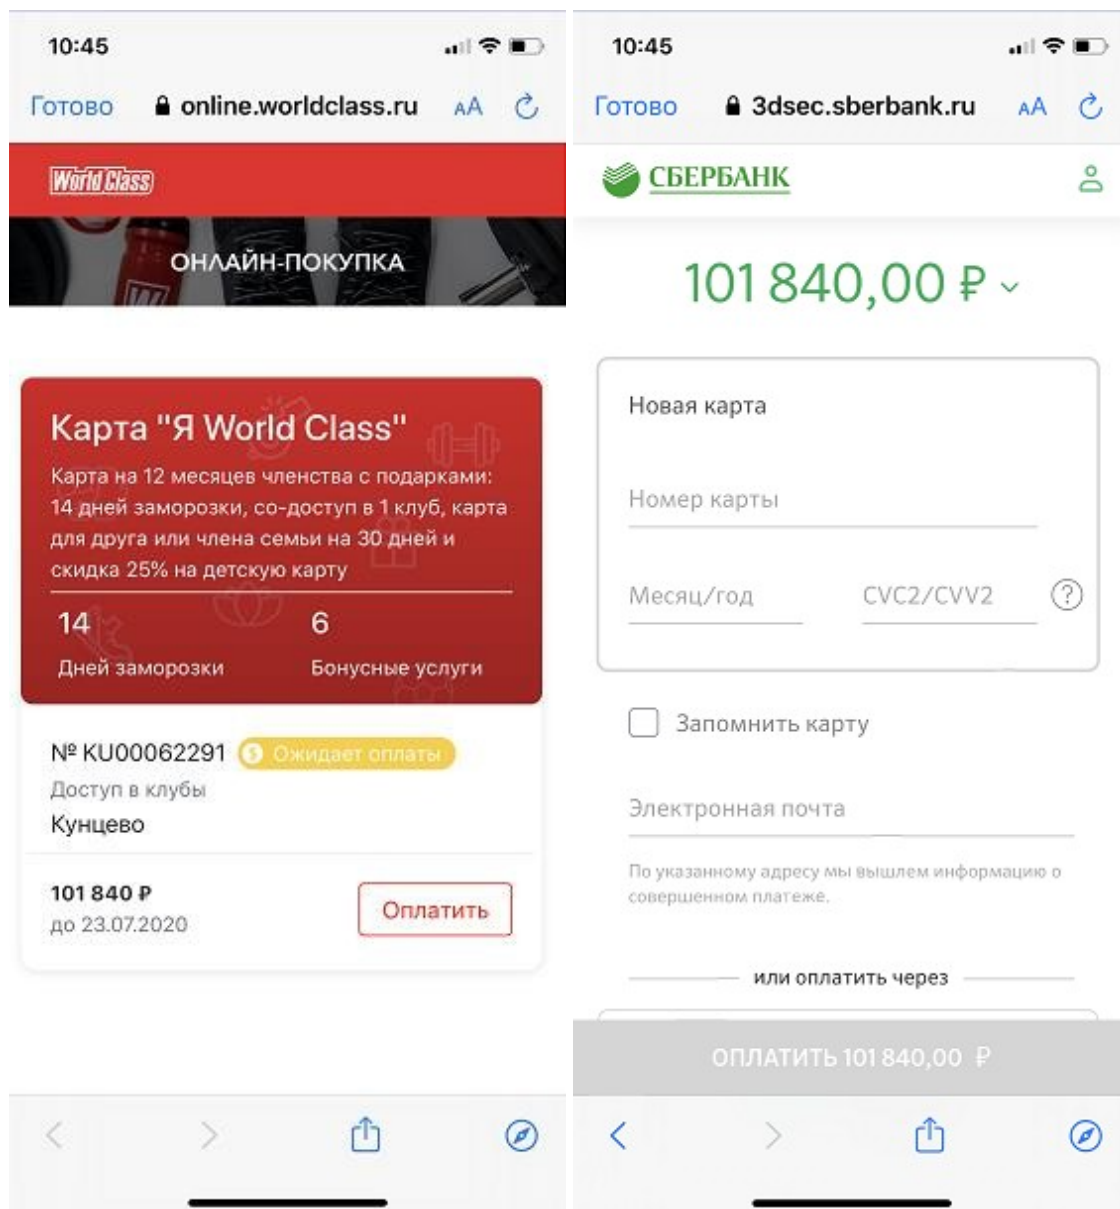 10:45
Готово online.worldclass.ru AA
World Class
ОНЛАЙН-ПОКУПКА
Карта "Я World Class"
Карта на 12 месяцев членства с подарками:
14 дней заморозки, со-доступ в 1 клуб, карта
для друга или члена семьи на 30 дней и
скидка 25% на детскую карту
14 6
Дней заморозки Бонусные услуги
№ KU00062291 Ожидает оплаты
Доступ в клубы
Кунцево
101 840 ₽
до 23.07.2020
Оплатить
10:45
Готово 3dsec.sberbank.ru AA
СБЕРБАНК
101 840,00 ₽
Новая карта
Номер карты
Месяц/год CVC2/CVV2 ?
Запомнить карту
Электронная почта
По указанному адресу мы вышлем информацию о
совершенном платеже.
или оплатить через
ОПЛАТИТЬ 101 840,00 ₽